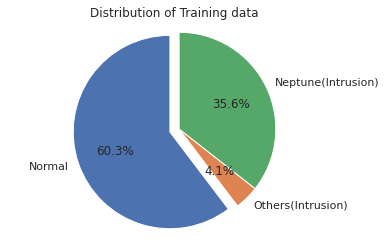 Distribution of Training data
Neptune(Intrusion)
35.6%
60.3%
Normal
4.1%
Others(Intrusion)